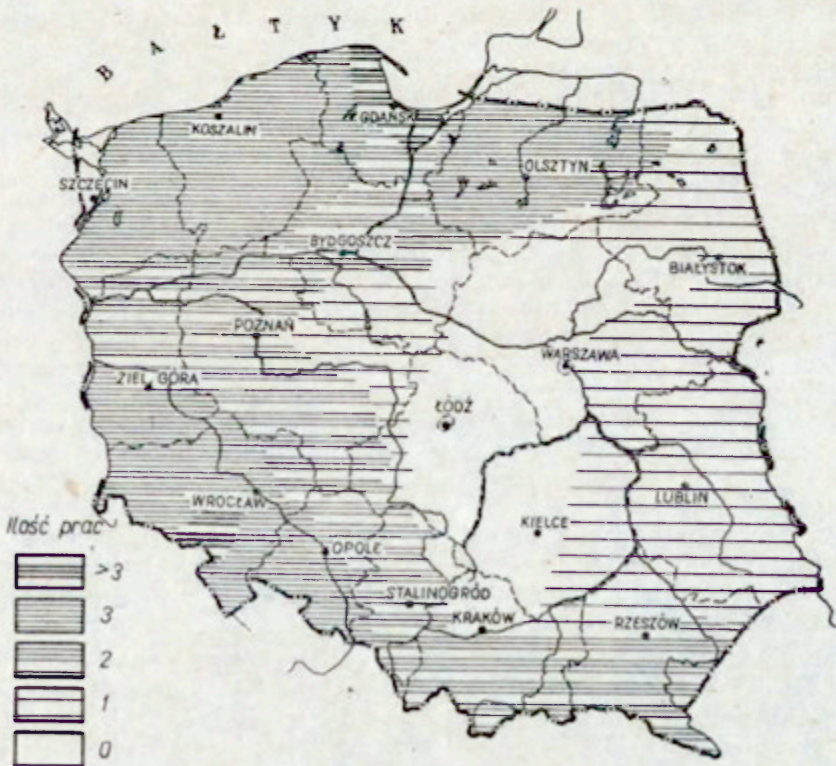 BAŁTYK
GDAŃSK
KOSZALIN
OLSZTYN
SZCZECIN
BYDGOSZCZ
BIAŁYSTOK
POZNAŃ
WARSZAWA
ZIEL. GÓRA
ŁÓDŹ
WROCŁAW
LUBLIN
Ilość prac
KIELCE
OPOLE
>3
STALINOGRÓD
3
KRAKÓW
RZESZÓW
2
1
0